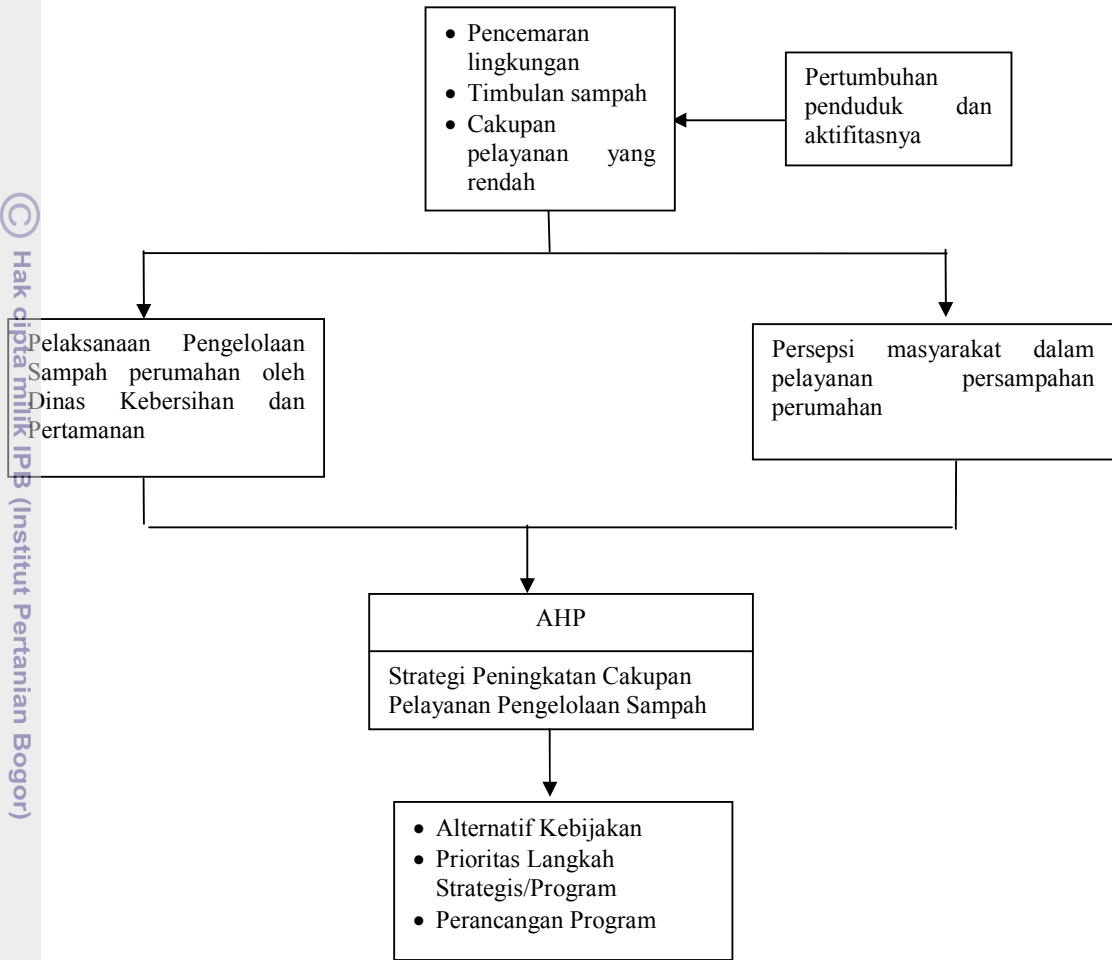 • Pencemaran
lingkungan
• Timbulan sampah
• Cakupan
pelayanan yang
rendah
Pertumbuhan
penduduk dan
aktifitasnya
Pelaksanaan Pengelolaan
Sampah perumahan oleh
Dinas Kebersihan dan
Pertamanan
Persepsi masyarakat dalam
pelayanan persampahan
perumahan
AHP
Strategi Peningkatan Cakupan
Pelayanan Pengelolaan Sampah
• Alternatif Kebijakan
• Prioritas Langkah
Strategis/Program
• Perancangan Program
© Hak cipta milik IPB (Institut Pertanian Bogor)